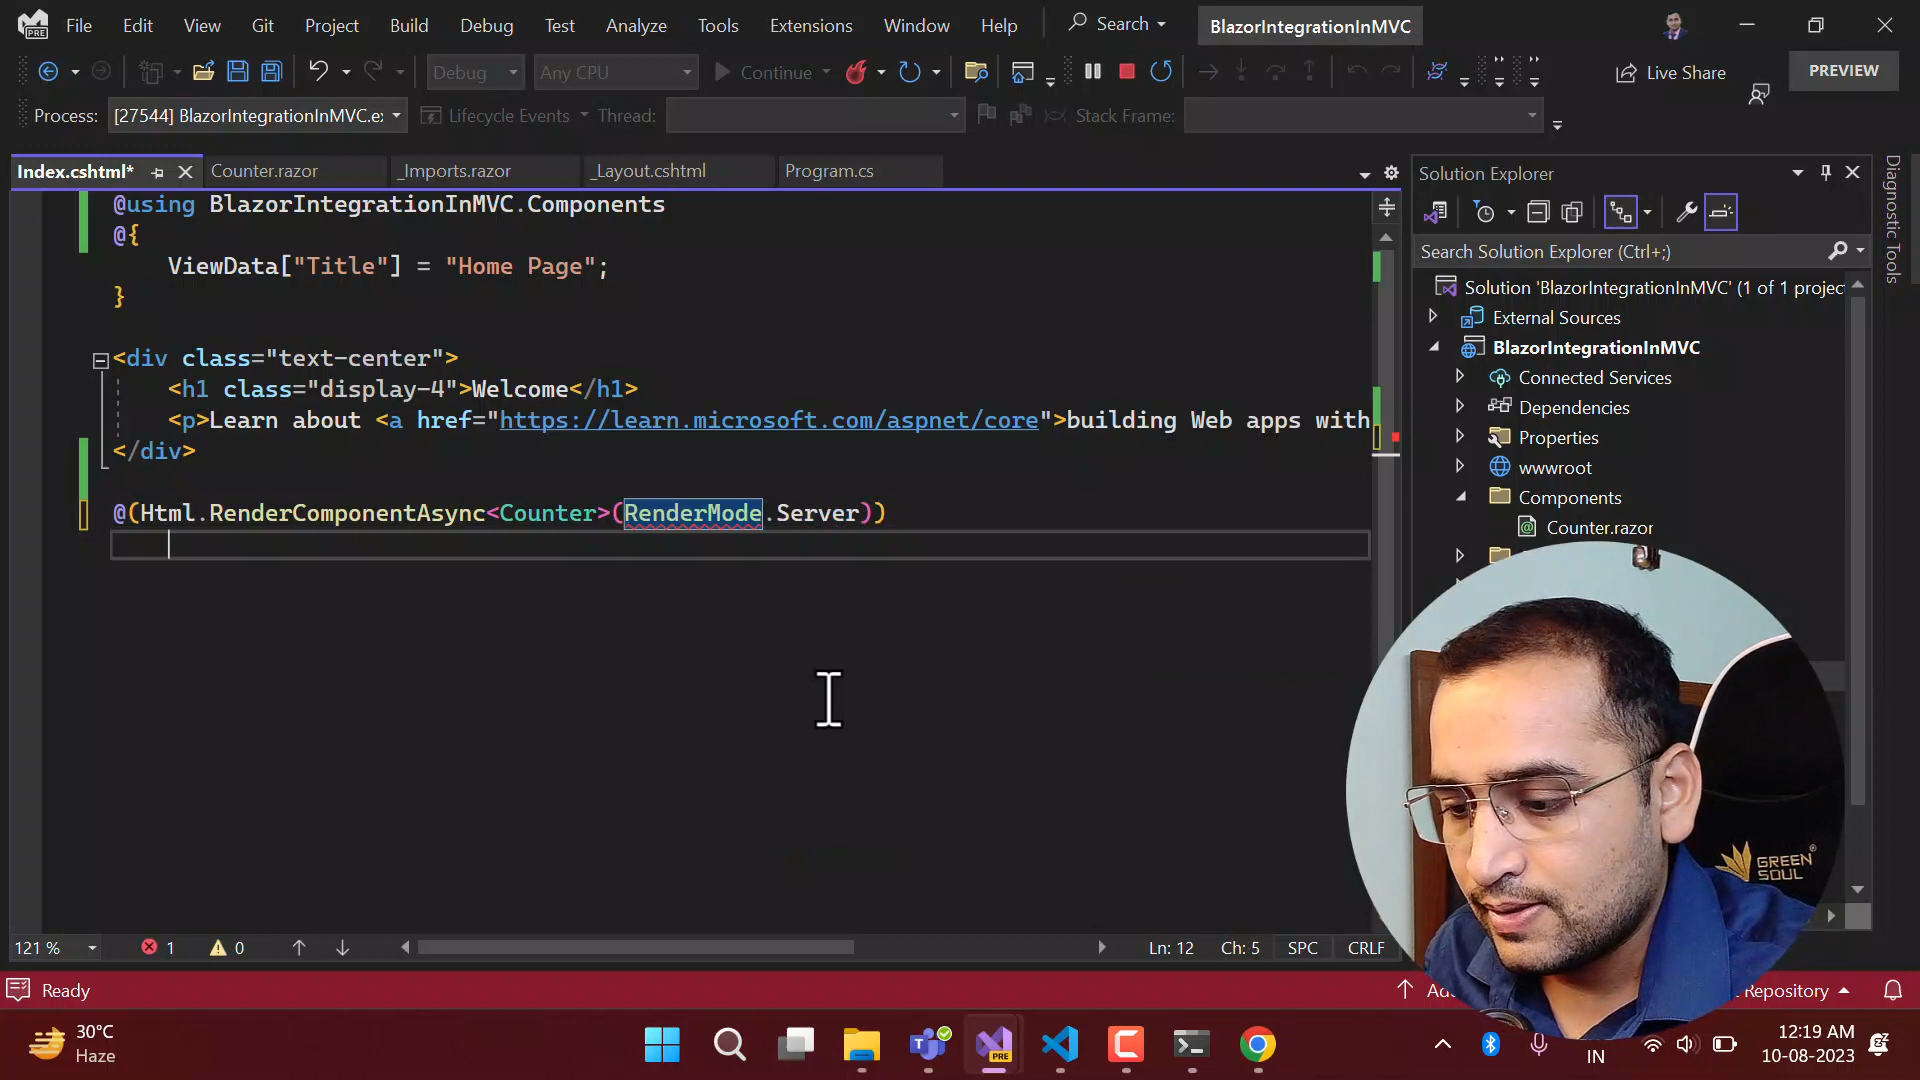 File Edit View Git Project Build Debug Test Analyze Tools Extensions Window Help Search BlazorIntegrationInMVC
PRE
Debug Any CPU Continue Live Share PREVIEW
Process: [27544] BlazorIntegrationInMVC.ex Lifecycle Events Thread: Stack Frame:
Index.cshtml* Counter.razor _Imports.razor _Layout.cshtml Program.cs
@using BlazorIntegrationInMVC.Components
@{
ViewData["Title"] = "Home Page";
}
<div class="text-center">
<h1 class="display-4">Welcome</h1>
<p>Learn about <a href="https://learn.microsoft.com/aspnet/core">building Web apps with
</div>
@(Html.RenderComponentAsync<Counter>(RenderMode.Server))
Solution Explorer
Search Solution Explorer (Ctrl+;)
Solution 'BlazorIntegrationInMVC' (1 of 1 project
External Sources
BlazorIntegrationInMVC
Connected Services
Dependencies
Properties
wwwroot
Components
Counter.razor
Diagnostic Tools
GREEN
SOUL
121 % 1 0 Ln: 12 Ch: 5 SPC CRLF
Ready Repository
30°C
Haze
PRE
IN
12:19 AM
10-08-2023